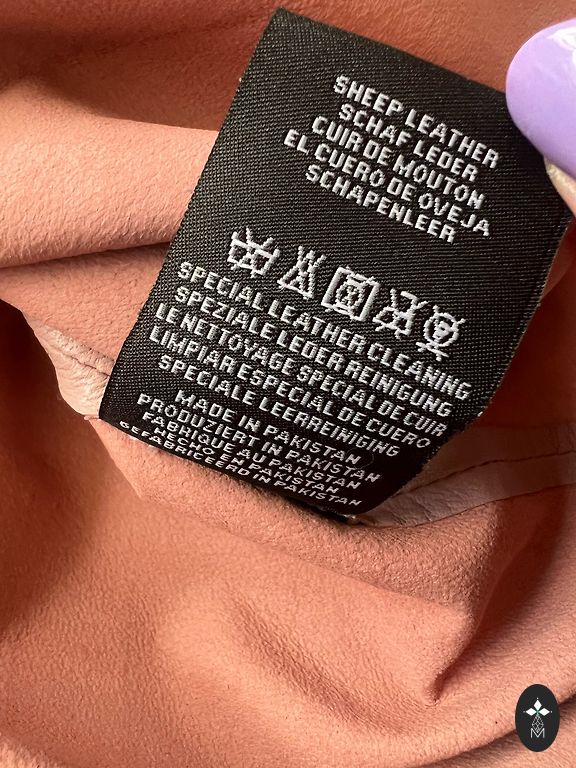 SHEEP LEATHER
SCHAF LEDER
CUIR DE MOUTON
EL CUERO DE OVEJA
SCHAPENLEER
SPECIAL LEATHER CLEANING
SPEZIALE LEDER REINIGUNG
LE NETTOYAGE SPECIAL DE CUIR
LIMPIAR ESPECIAL DE CUERO
SPECIALE LEERREINIGING
MADE IN PAKISTAN
PRODUZIERT IN PAKISTAN
FABRIQUE AU PAKISTAN
HECHO EN PAKISTAN
GEFABRICEERD IN PAKISTAN
M